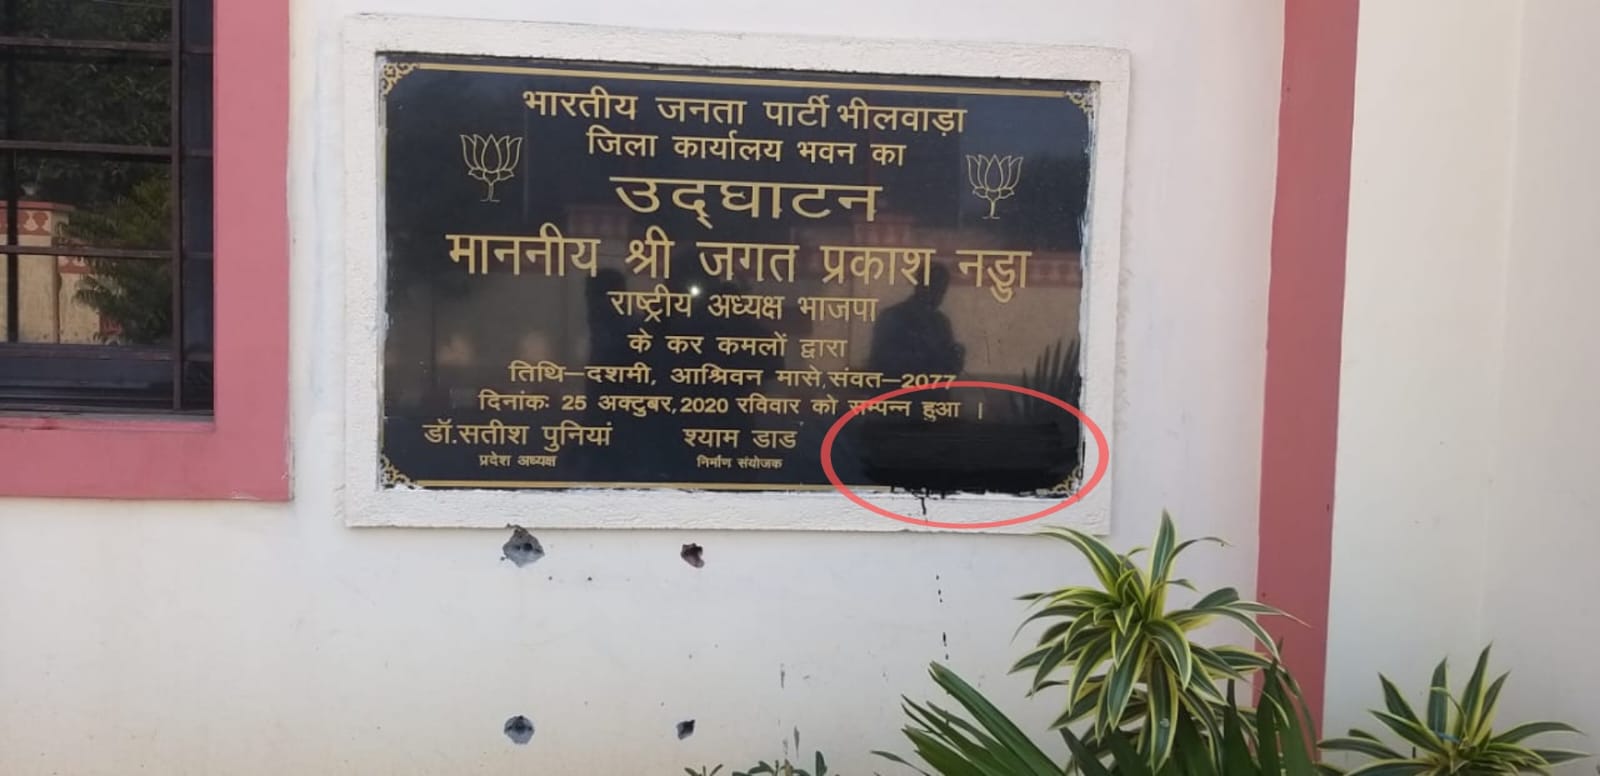 भारतीय जनता पार्टी भीलवाड़ा
जिला कार्यालय भवन का
उद्घाटन
माननीय श्री जगत प्रकाश नड्डा
राष्ट्रीय अध्यक्ष भाजपा
के कर कमलों द्वारा
तिथि–दशमी, आश्विन मासे,संवत–2077
दिनांकः 25 अक्टुबर,2020 रविवार को सम्पन्न हुआ ।
डॉ.सतीश पुनियां श्याम डाड
प्रदेश अध्यक्ष निर्माण संयोजक